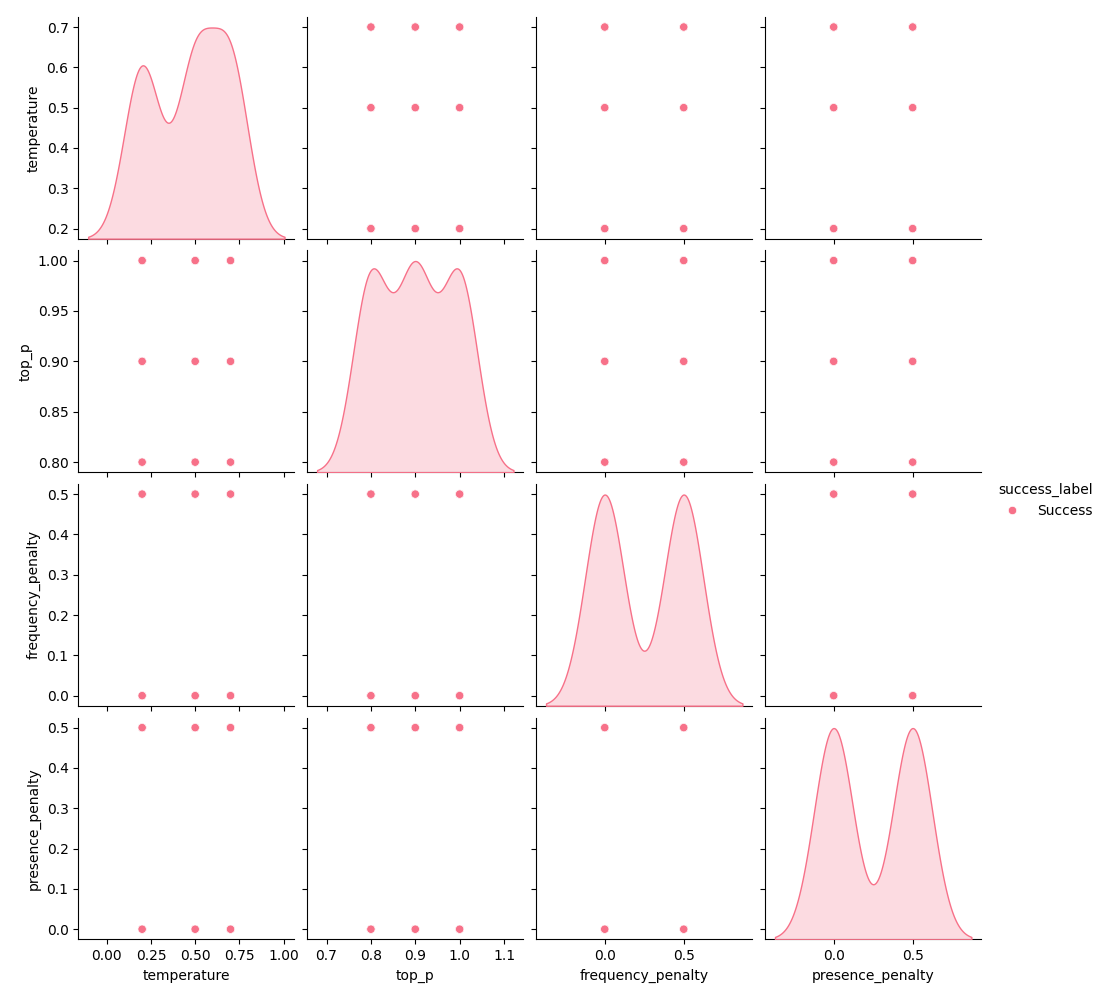 temperature
0.7
0.6
0.5
0.4
0.3
0.2
top_p
1.00
0.95
0.90
0.85
0.80
frequency_penalty
0.5
0.4
0.3
0.2
0.1
0.0
success_label
Success
presence_penalty
0.5
0.4
0.3
0.2
0.1
0.0
0.00 0.25 0.50 0.75 1.00
0.7 0.8 0.9 1.0 1.1
0.0 0.5
0.0 0.5
temperature
top_p
frequency_penalty
presence_penalty